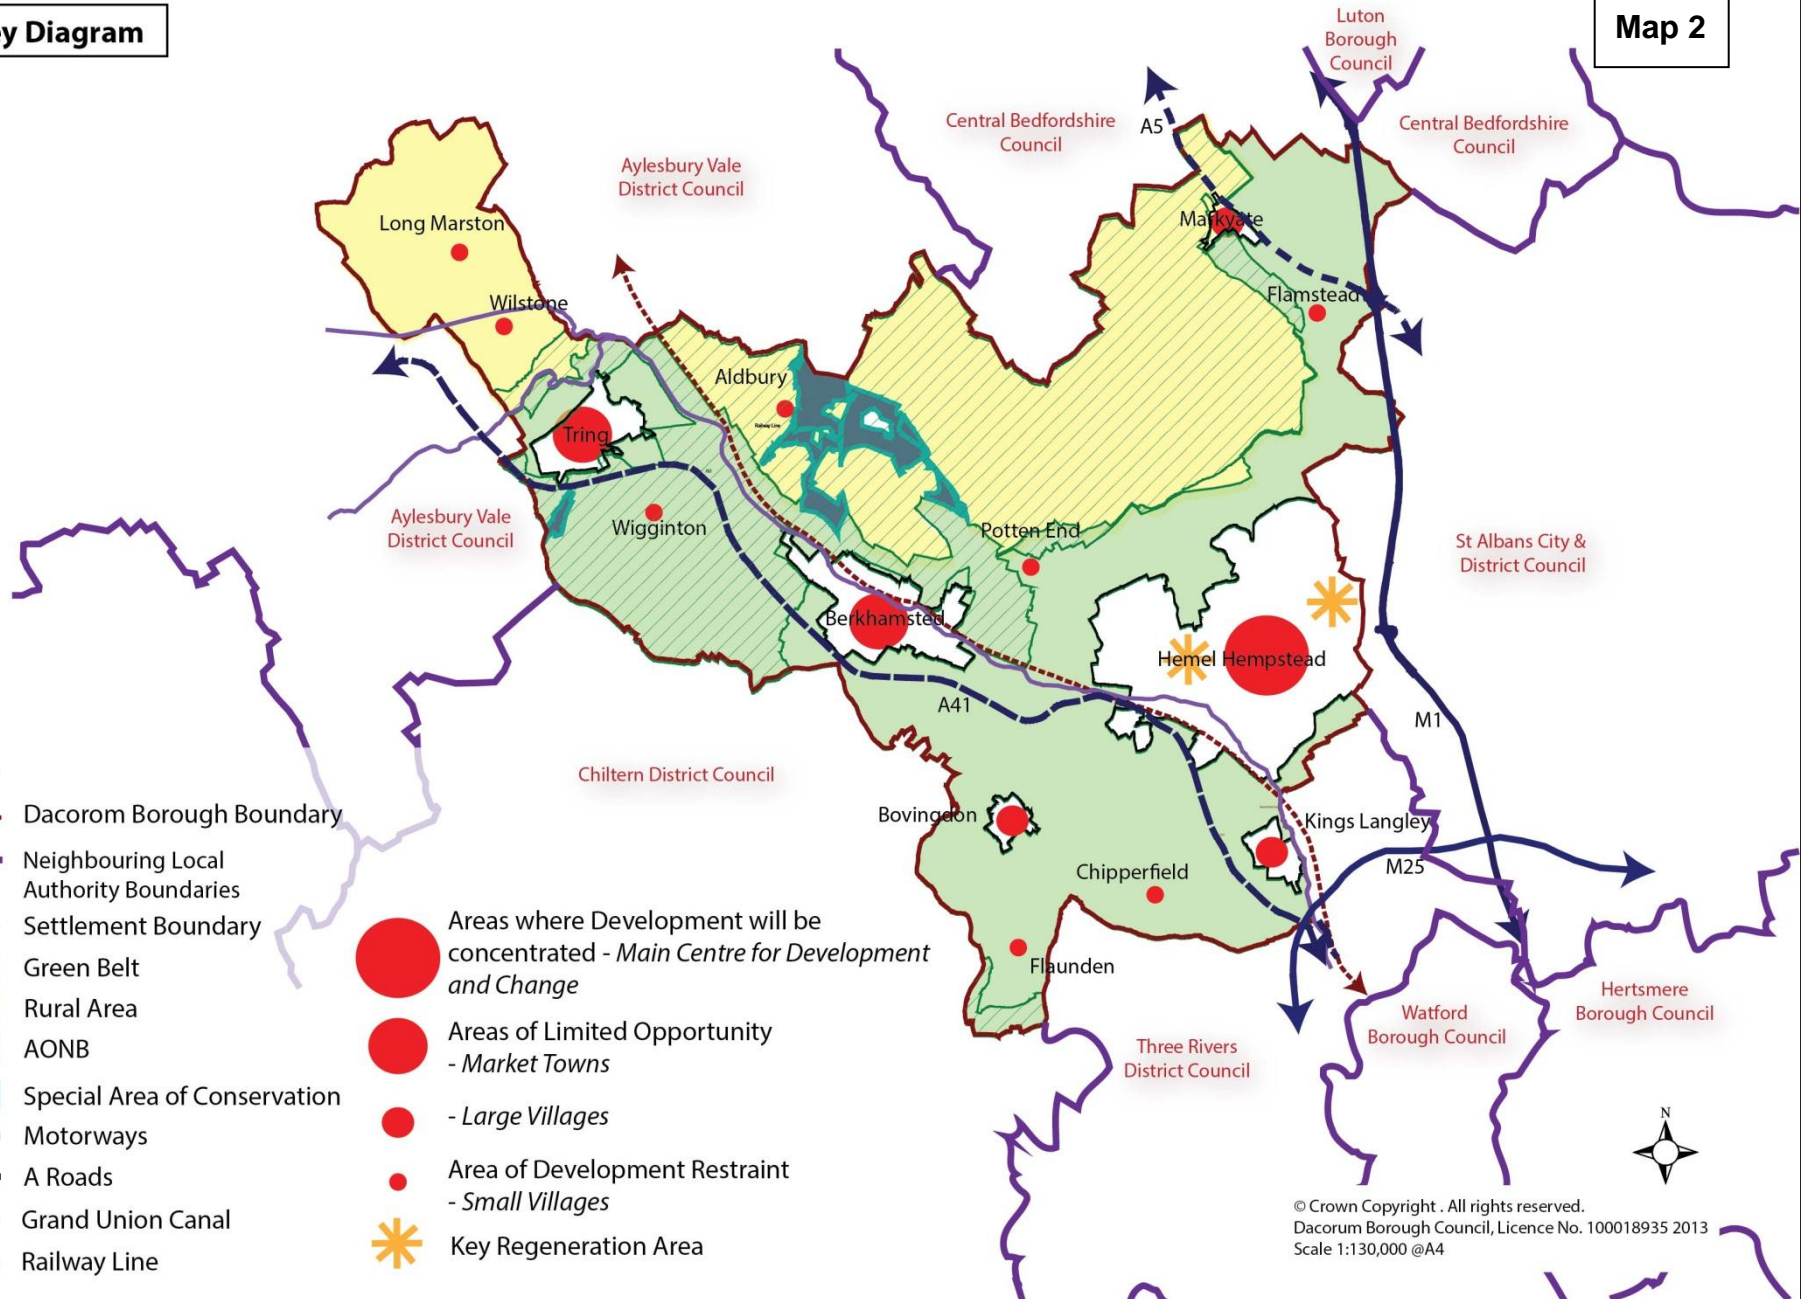 y Diagram
Map 2
Luton
Borough
Council
Central Bedfordshire
Council
A5
Central Bedfordshire
Council
Aylesbury Vale
District Council
Long Marston
Markyate
Wilstone
Flamstead
Aldbury
Railway Line
Tring
Aylesbury Vale
District Council
Wigginton
Potten End
St Albans City &
District Council
Berkhamsted
Hemel Hempstead
A41
M1
Chiltern District Council
Bovingdon
Kings Langley
M25
Chipperfield
Flaunden
Hertsmere
Borough Council
Watford
Borough Council
Three Rivers
District Council
Dacorom Borough Boundary
Neighbouring Local
Authority Boundaries
Settlement Boundary
Green Belt
Rural Area
AONB
Special Area of Conservation
Motorways
A Roads
Grand Union Canal
Railway Line
Areas where Development will be
concentrated - Main Centre for Development
and Change
Areas of Limited Opportunity
- Market Towns
- Large Villages
Area of Development Restraint
- Small Villages
Key Regeneration Area
N
© Crown Copyright . All rights reserved.
Dacorum Borough Council, Licence No. 100018935 2013
Scale 1:130,000 @A4